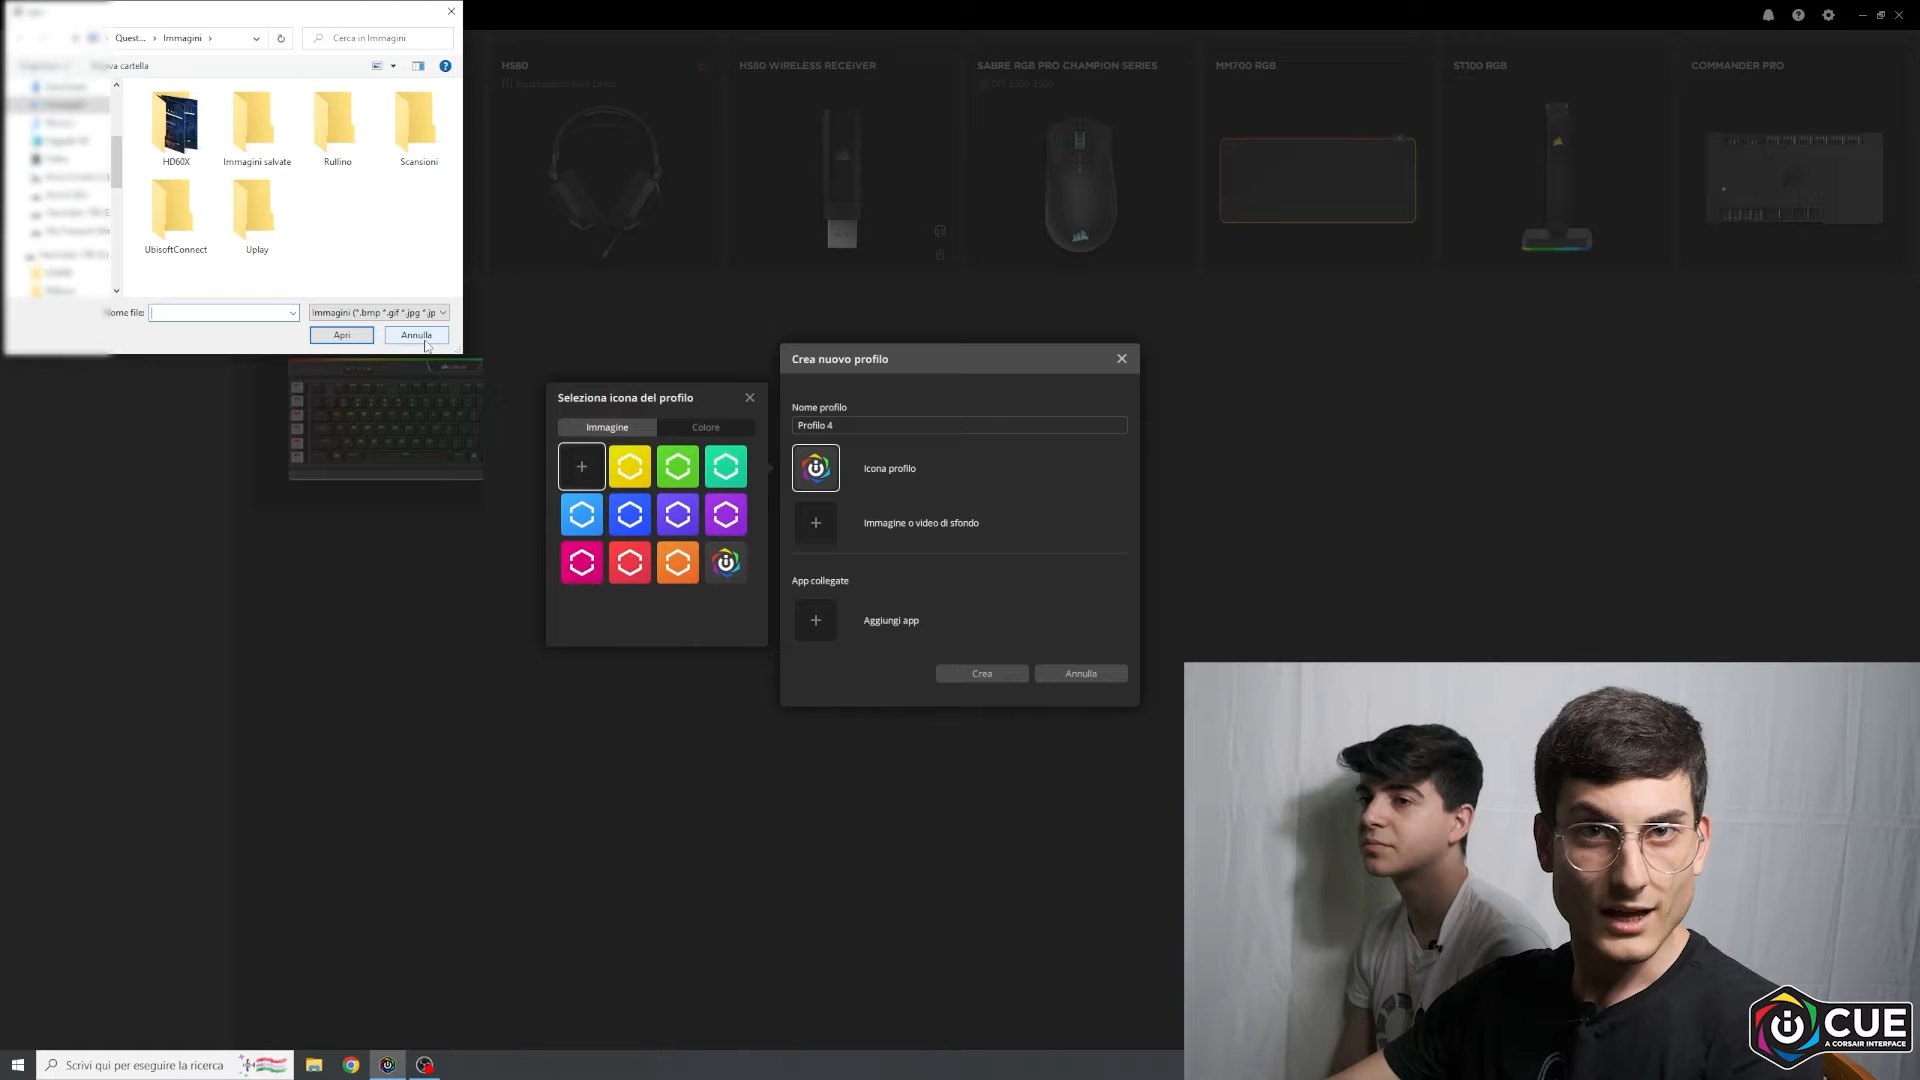 Quest... > Immagini >
Cerca in Immagini
va cartella
HD60X
Immagini salvate
Rullino
Scansioni
UbisoftConnect
Uplay
Nome file:
Immagini (*.bmp *.gif *.jpg *.jp
Apri
Annulla
HS80
HS80 WIRELESS RECEIVER
SABRE RGB PRO CHAMPION SERIES
MM700 RGB
ST100 RGB
COMMANDER PRO
Seleziona icona del profilo
Immagine
Colore
Crea nuovo profilo
Nome profilo
Profilo 4
Icona profilo
Immagine o video di sfondo
App collegate
Aggiungi app
Crea
Annulla
Scrivi qui per eseguire la ricerca
CUE
A CORSAIR INTERFACE